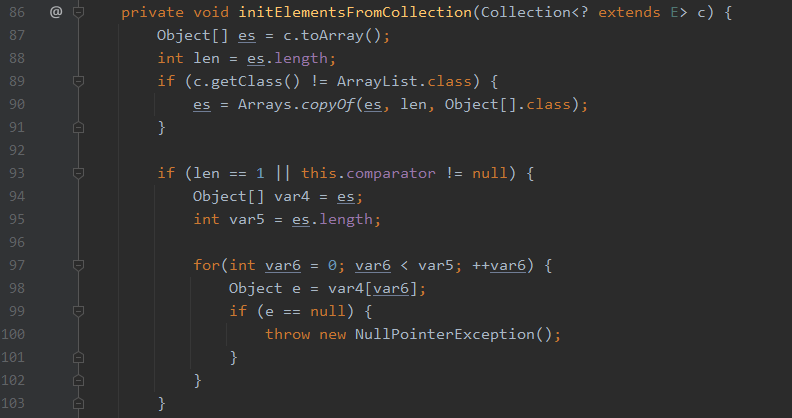 86 @ private void initElementsFromCollection(Collection<? extends E> c) {
87 Object[] es = c.toArray();
88 int len = es.length;
89 if (c.getClass() != ArrayList.class) {
90 es = Arrays.copyOf(es, len, Object[].class);
91 }
92
93 if (len == 1 || this.comparator != null) {
94 Object[] var4 = es;
95 int var5 = es.length;
96
97 for(int var6 = 0; var6 < var5; ++var6) {
98 Object e = var4[var6];
99 if (e == null) {
100 throw new NullPointerException();
101 }
102 }
103 }